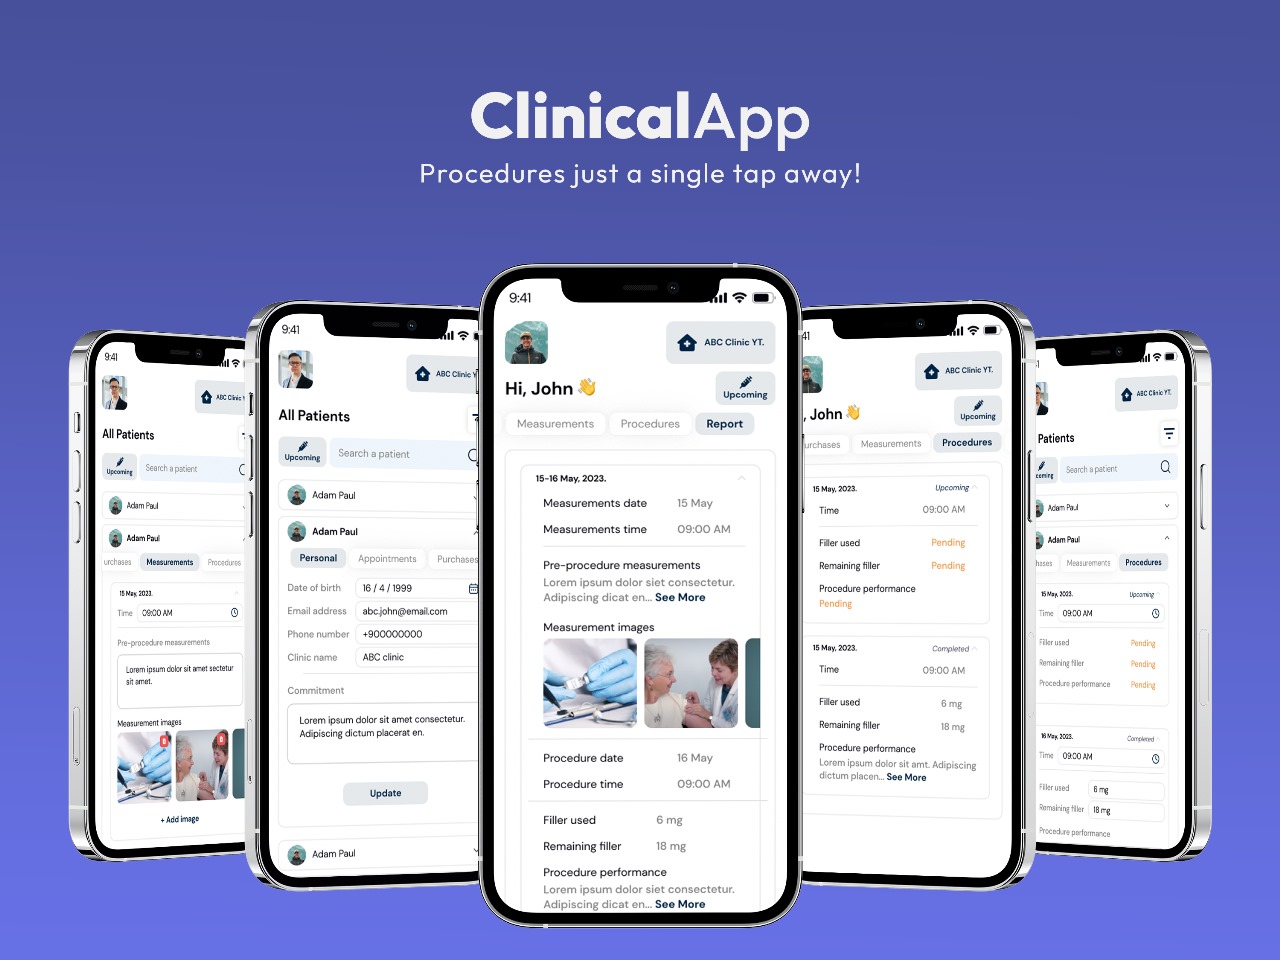 ClinicalApp
Procedures just a single tap away!
9:41
ABC Clinic
All Patients
Upcoming
Search a patient
Adam Paul
Adam Paul
urchases
Measurements
Procedures
15 May, 2023.
Time
09:00 AM
Pre-procedure measurements
Lorem ipsum dolor sit amet sectetur
sit amet.
Measurement images
+ Add image
9:41
ABC Clinic Y
All Patients
Upcoming
Search a patient
Adam Paul
Adam Paul
Personal
Appointments
Purchases
Date of birth
16 / 4 / 1999
Email address
abc.john@email.com
Phone number
+900000000
Clinic name
ABC clinic
Commitment
Lorem ipsum dolor sit amet consectetur.
Adipiscing dictum placerat en.
Update
Adam Paul
9:41
ABC Clinic YT.
Hi, John 👋
Upcoming
Measurements
Procedures
Report
15-16 May, 2023.
Measurements date
15 May
Measurements time
09:00 AM
Pre-procedure measurements
Lorem ipsum dolor siet consectetur.
Adipiscing dicat en... See More
Measurement images
Procedure date
16 May
Procedure time
09:00 AM
Filler used
6 mg
Remaining filler
18 mg
Procedure performance
Lorem ipsum dolor siet consectetur.
Adipiscing dicat en... See More
41
ABC Clinic YT.
, John 👋
Upcoming
urchases
Measurements
Procedures
15 May, 2023.
Upcoming
Time
09:00 AM
Filler used
Pending
Remaining filler
Pending
Procedure performance
Pending
15 May, 2023.
Completed
Time
09:00 AM
Filler used
6 mg
Remaining filler
18 mg
Procedure performance
Lorem ipsum dolor sit amt. Adipiscing
dictum placen... See More
41
ABC Clinic YT.
Patients
coming
Search a patient
Adam Paul
Adam Paul
hases
Measurements
Procedures
15 May, 2023.
Upcoming
Time
09:00 AM
Filler used
Pending
Remaining filler
Pending
Procedure performance
Pending
16 May, 2023.
Completed
Time
09:00 AM
Filler used
6 mg
Remaining filler
18 mg
Procedure performance